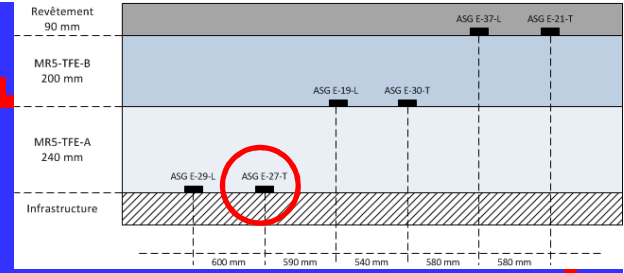 Revêtement
90 mm
ASG E-37-L
ASG E-21-T
MR5-TFE-B
200 mm
ASG E-19-L
ASG E-30-T
MR5-TFE-A
240 mm
ASG E-29-L
ASG E-27-T
Infrastructure
600 mm
590 mm
540 mm
580 mm
580 mm